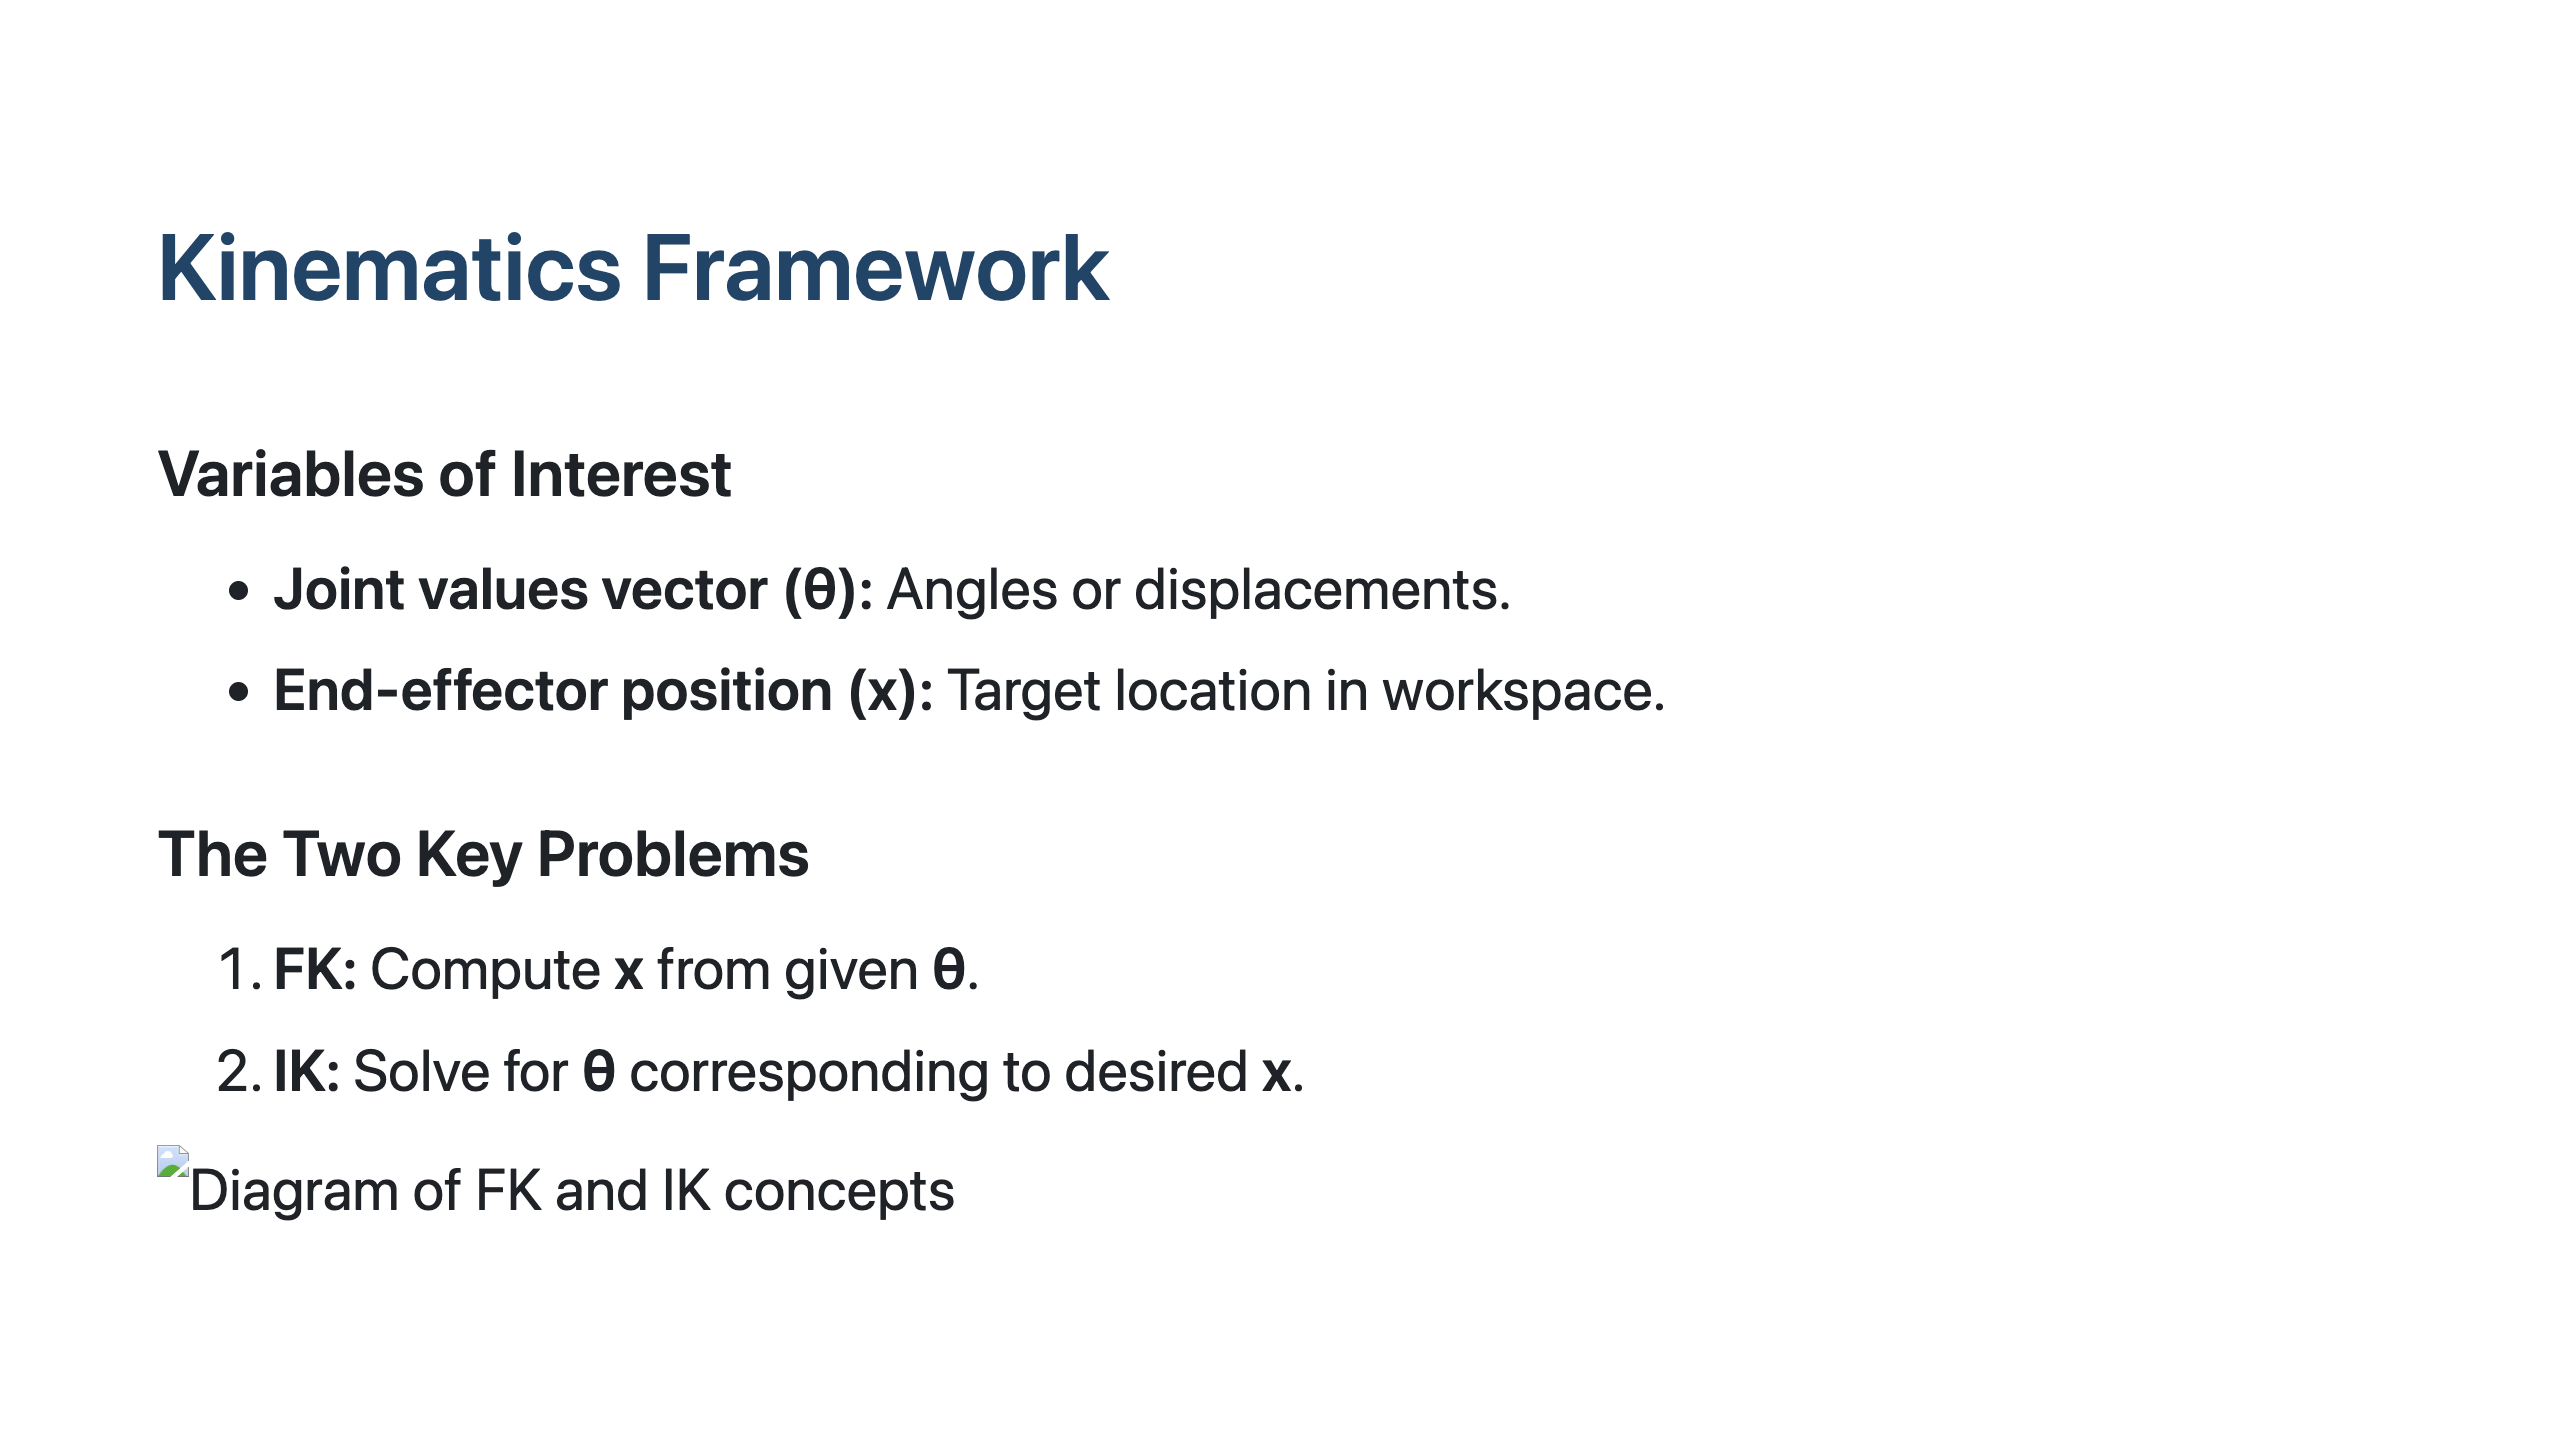 Kinematics Framework
Variables of Interest
• Joint values vector (θ): Angles or displacements.
• End-effector position (x): Target location in workspace.
The Two Key Problems
1. FK: Compute x from given θ.
2. IK: Solve for θ corresponding to desired x.
Diagram of FK and IK concepts